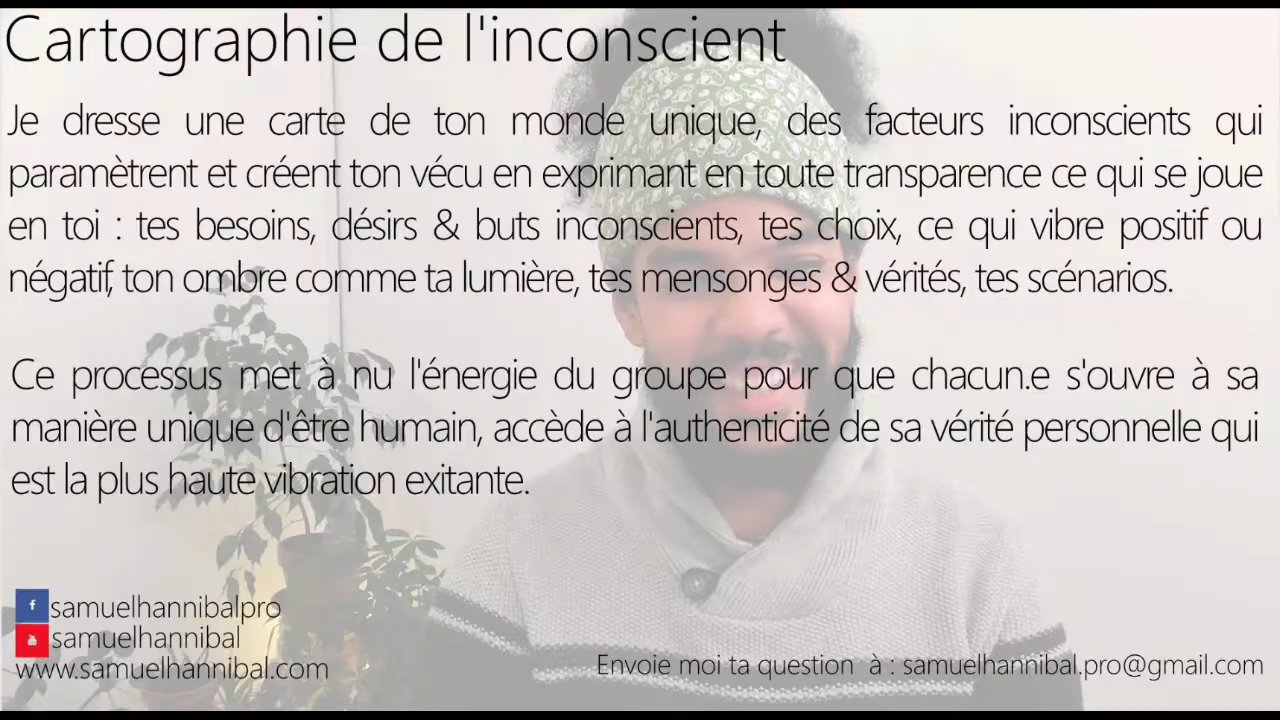 Cartographie de l'inconscient
Je dresse une carte de ton monde unique, des facteurs inconscients qui
paramètrent et créent ton vécu en exprimant en toute transparence ce qui se joue
en toi : tes besoins, désirs & buts inconscients, tes choix, ce qui vibre positif ou
négatif, ton ombre comme ta lumière, tes mensonges & vérités, tes scénarios.
Ce processus met à nu l'énergie du groupe pour que chacun.e s'ouvre à sa
manière unique d'être humain, accède à l'authenticité de sa vérité personnelle qui
est la plus haute vibration exitante.
f samuelhannibalpro
samuelhannibal
www.samuelhannibal.com
Envoie moi ta question à : samuelhannibal.pro@gmail.com